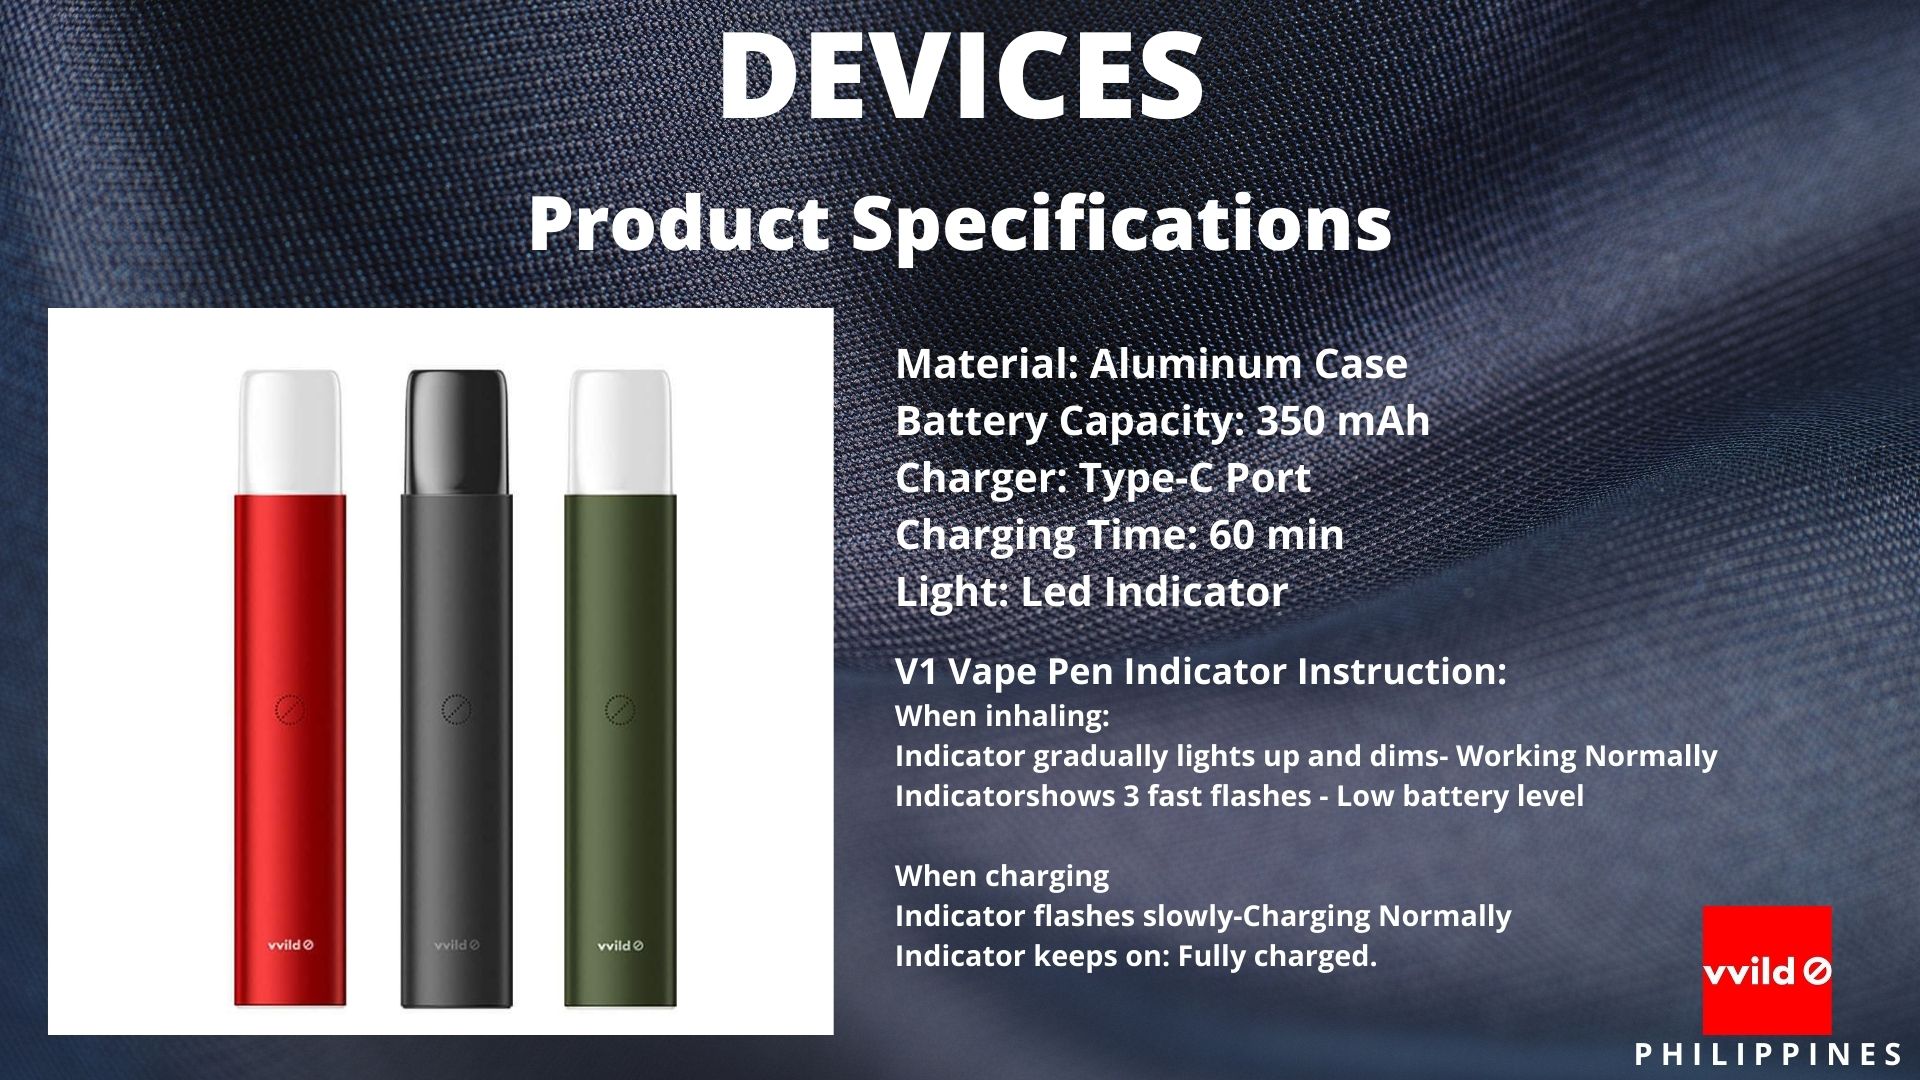 DEVICES
Product Specifications
Material: Aluminum Case
Battery Capacity: 350 mAh
Charger: Type-C Port
Charging Time: 60 min
Light: Led Indicator
V1 Vape Pen Indicator Instruction:
When inhaling:
Indicator gradually lights up and dims- Working Normally
Indicatorshows 3 fast flashes - Low battery level
When charging
Indicator flashes slowly-Charging Normally
Indicator keeps on: Fully charged.
vvild
vvild
vvild
vvild
PHILIPPINES